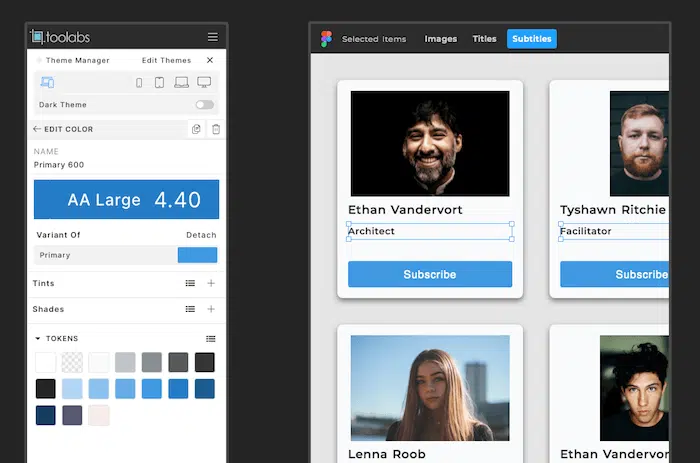 toolabs
Theme Manager Edit Themes
Dark Theme
EDIT COLOR
NAME
Primary 600
AA Large 4.40
Variant Of Detach
Primary
Tints
Shades
TOKENS
Selected Items Images Titles Subtitles
Ethan Vandervort
Architect
Subscribe
Tyshawn Ritchie
Facilitator
Subscribe
Lenna Roob
Ethan Vandervor